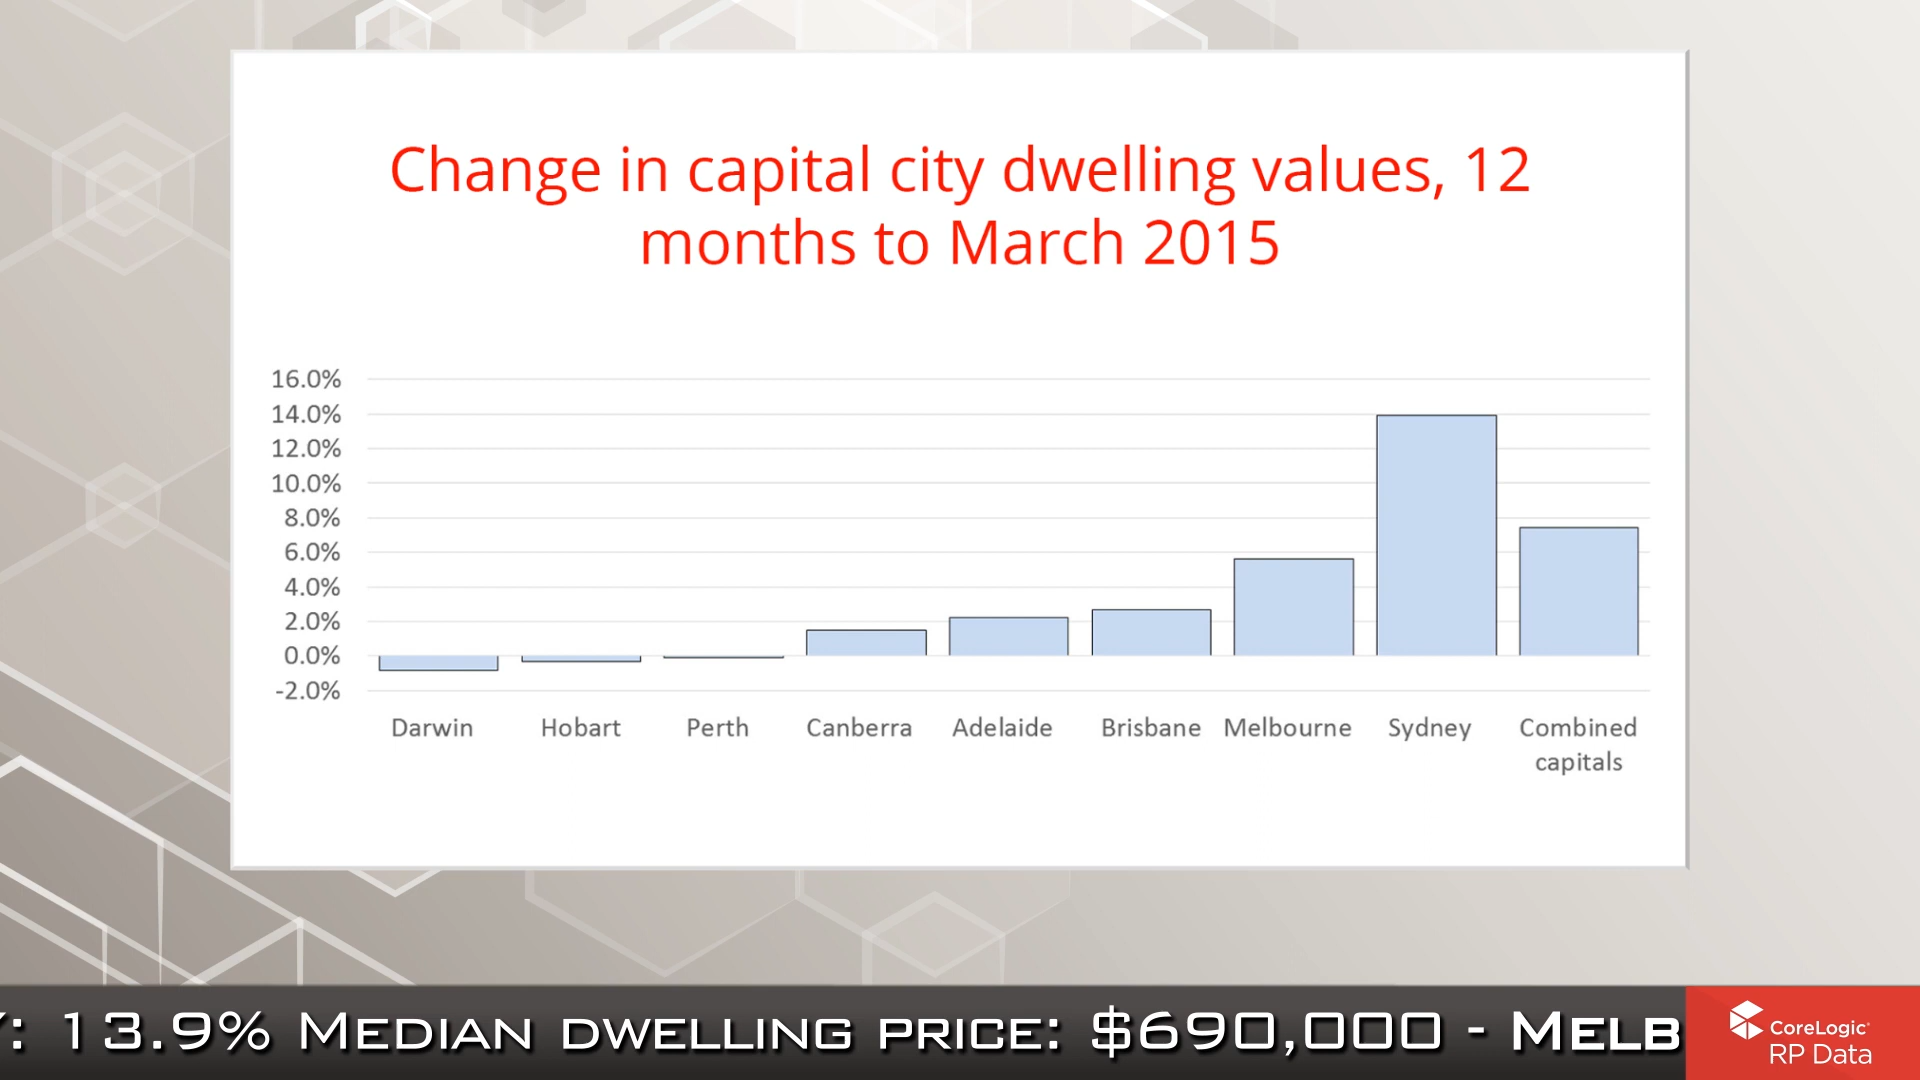 Change in capital city dwelling values, 12
months to March 2015
16.0%
14.0%
12.0%
10.0%
8.0%
6.0%
4.0%
2.0%
0.0%
-2.0%
Darwin Hobart Perth Canberra Adelaide Brisbane Melbourne Sydney Combined
capitals
: 13.9% MEDIAN DWELLING PRICE: $690,000 - MELB
CoreLogic
RP Data